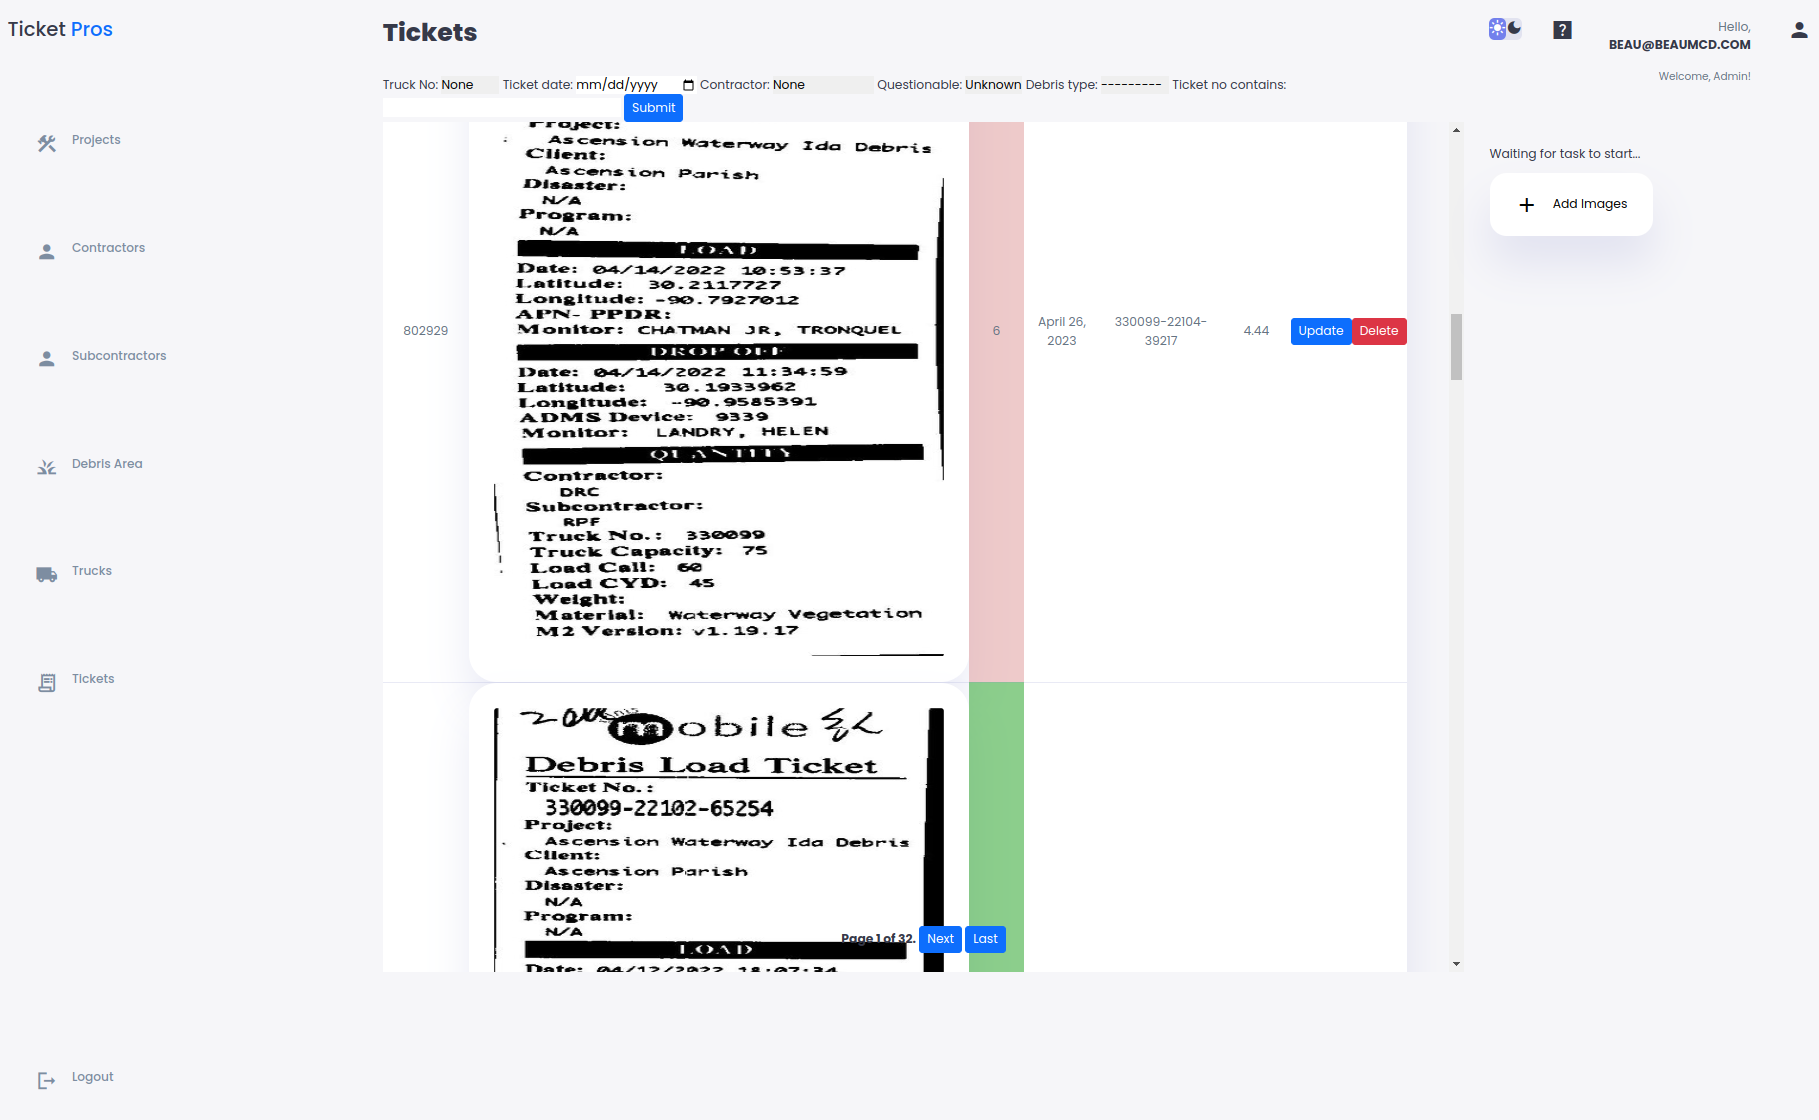 Ticket Pros
Tickets
Hello,
BEAU@BEAUMCD.COM
Welcome, Admin!
Truck No: None Ticket date: mm/dd/yyyy Contractor: None Questionable: Unknown Debris type: --------- Ticket no contains:
Submit
Projects
Contractors
Subcontractors
Debris Area
Trucks
Tickets
Logout
Project:
Ascension Waterway Ida Debris
Client:
Ascension Parish
Disaster:
N/A
Program:
N/A
LOAD
Date: 04/14/2022 10:53:37
Latitude: 30.2117727
Longitude: -90.7927012
APN- PPDR:
Monitor: CHATMAN JR, TRONQUEL
DROP OFF
Date: 04/14/2022 11:34:59
Latitude: 30.1933962
Longitude: -90.9585391
ADMS Device: 9339
Monitor: LANDRY, HELEN
QUANTITY
Contractor:
DRC
Subcontractor:
RPF
Truck No.: 330099
Truck Capacity: 75
Load Call: 60
Load CYD: 45
Weight:
Material: Waterway Vegetation
M2 Version: v1.19.17
802929
6
April 26, 2023
330099-22104-39217
4.44
Update Delete
mobile
Debris Load Ticket
Ticket No.:
330099-22102-65254
Project:
Ascension Waterway Ida Debris
Client:
Ascension Parish
Disaster:
N/A
Program:
N/A
LOAD
Date: 04/12/2022 18:07:34
Page 1 of 32. Next Last
Waiting for task to start...
+ Add Images